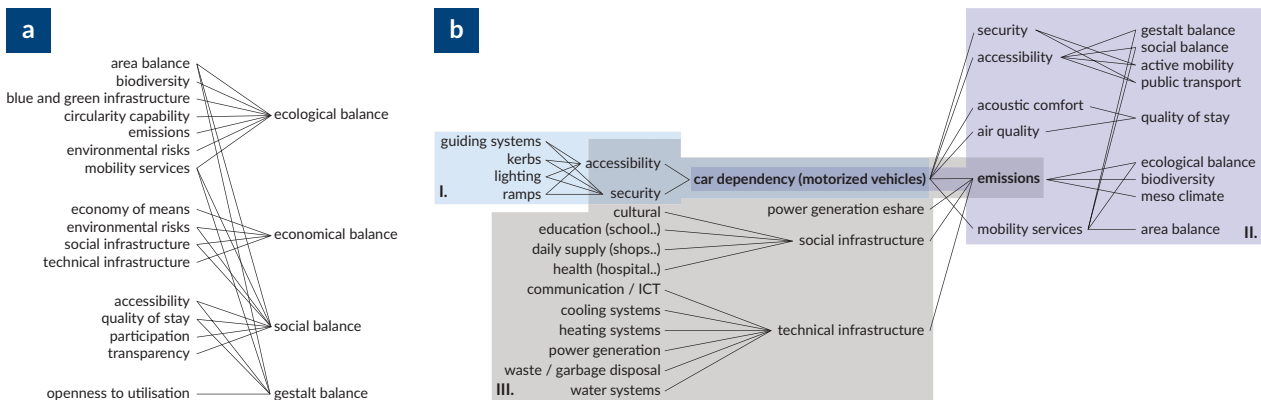 a
area balance
biodiversity
blue and green infrastructure
circularity capability
emissions
environmental risks
mobility services
ecological balance
economy of means
environmental risks
social infrastructure
technical infrastructure
economical balance
accessibility
quality of stay
participation
transparency
social balance
openness to utilisation
gestalt balance
b
guiding systems
kerbs
lighting
ramps
I.
accessibility
security
car dependency (motorized vehicles)
cultural
education (school..)
daily supply (shops..)
health (hospital..)
communication / ICT
cooling systems
heating systems
power generation
waste / garbage disposal
water systems
III.
power generation eshare
social infrastructure
technical infrastructure
security
accessibility
acoustic comfort
air quality
emissions
mobility services
gestalt balance
social balance
active mobility
public transport
quality of stay
ecological balance
biodiversity
meso climate
area balance
II.